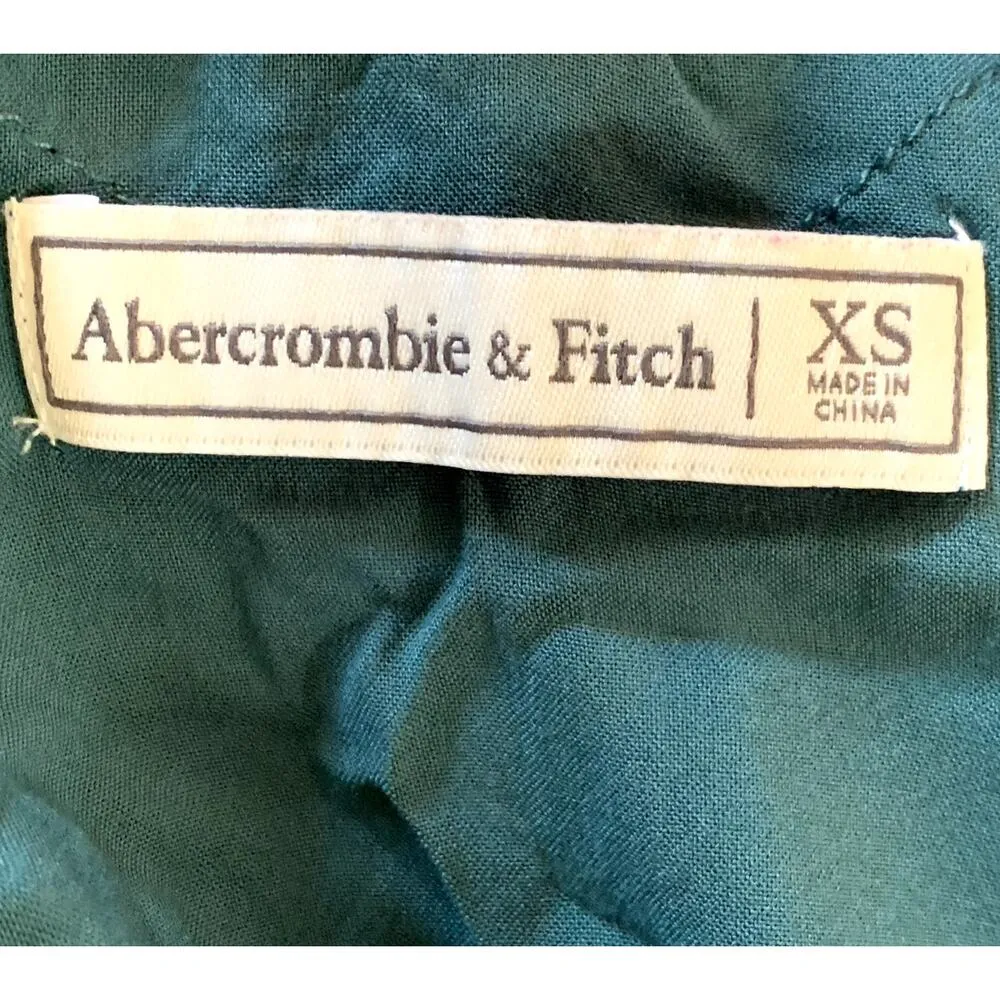 Abercrombie & Fitch | XS
MADE IN
CHINA